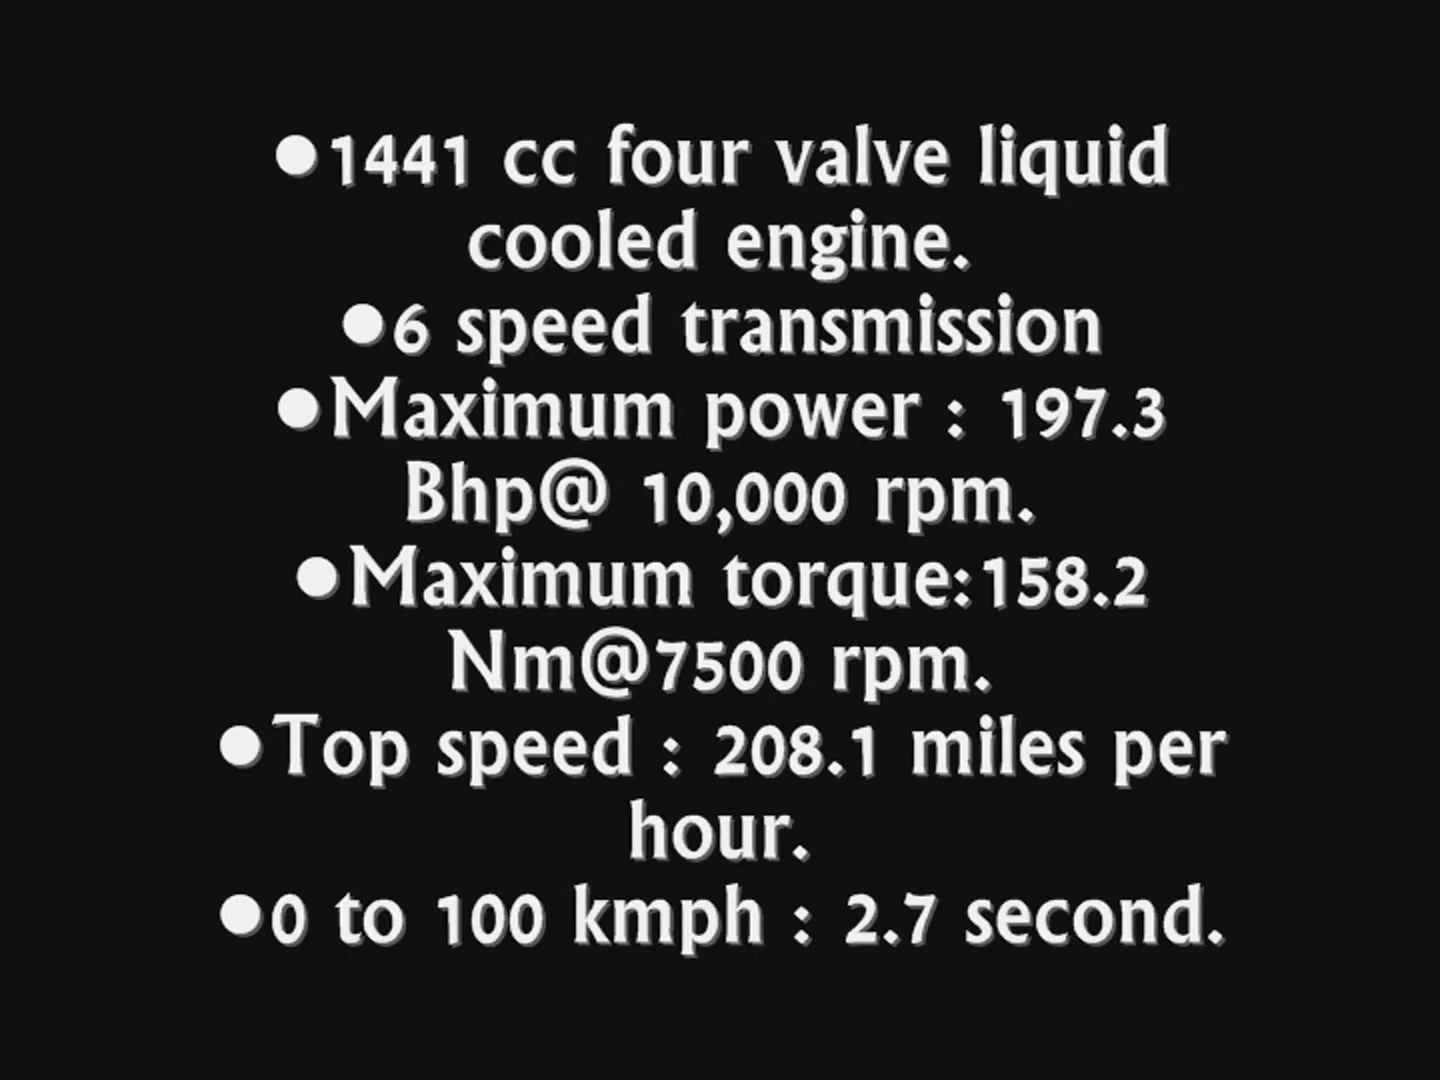 ●1441 cc four valve liquid
cooled engine.
●6 speed transmission
●Maximum power : 197.3
Bhp@ 10,000 rpm.
●Maximum torque:158.2
Nm@7500 rpm.
●Top speed : 208.1 miles per
hour.
●0 to 100 kmph : 2.7 second.